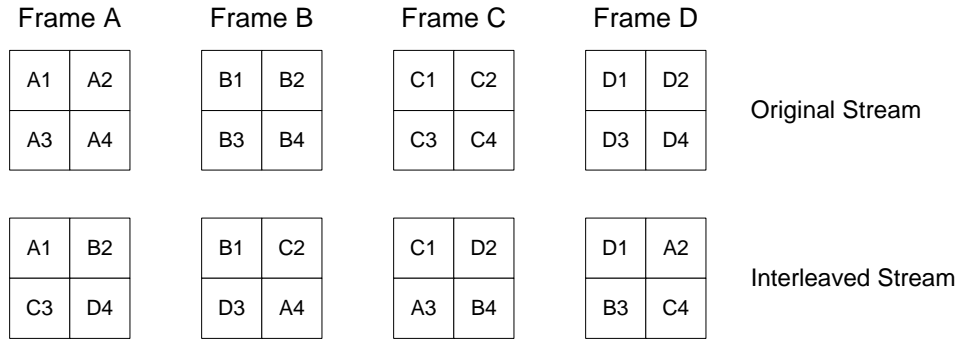 Frame A Frame B Frame C Frame D
A1 A2 B1 B2 C1 C2 D1 D2
Original Stream
A3 A4 B3 B4 C3 C4 D3 D4
A1 B2 B1 C2 C1 D2 D1 A2
Interleaved Stream
C3 D4 D3 A4 A3 B4 B3 C4